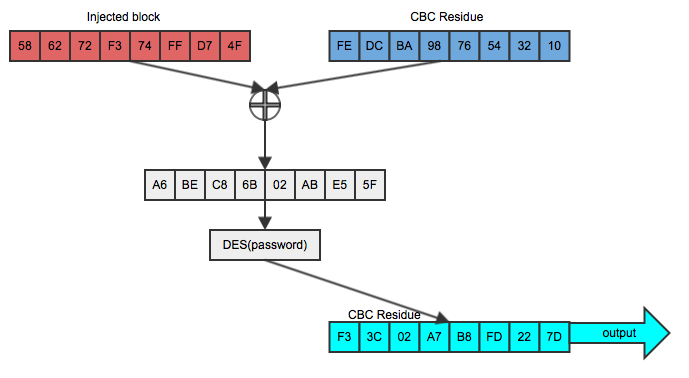 Injected block
58 62 72 F3 74 FF D7 4F
CBC Residue
FE DC BA 98 76 54 32 10
A6 BE C8 6B 02 AB E5 5F
DES(password)
CBC Residue
F3 3C 02 A7 B8 FD 22 7D
output